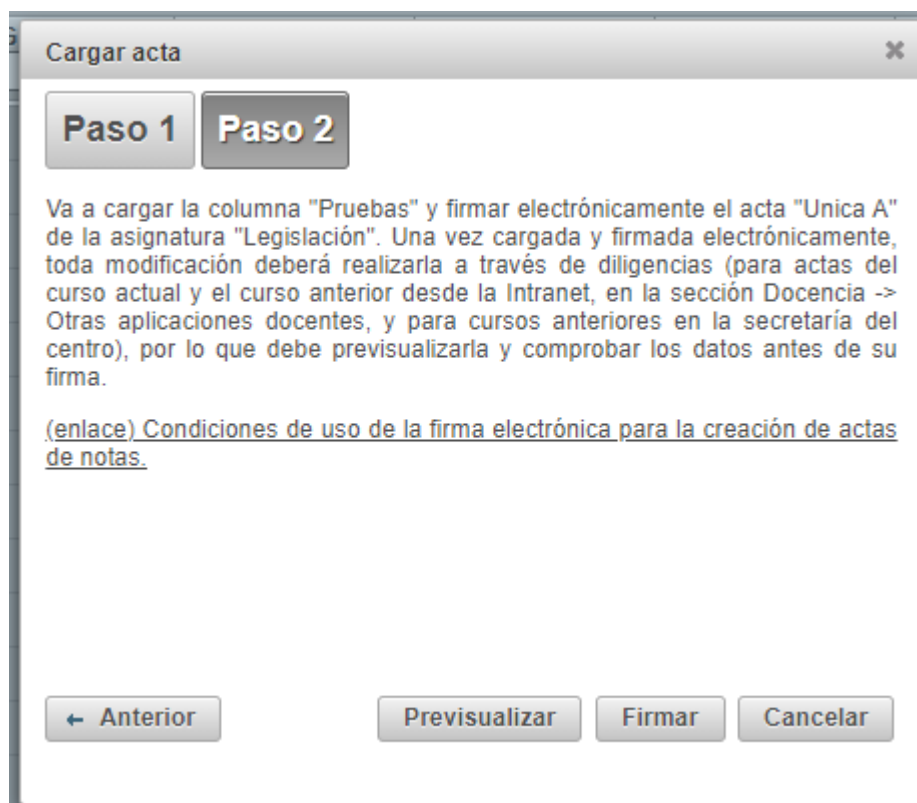 Cargar acta
Paso 1 Paso 2
Va a cargar la columna "Pruebas" y firmar electrónicamente el acta "Unica A"
de la asignatura "Legislación". Una vez cargada y firmada electrónicamente,
toda modificación deberá realizarla a través de diligencias (para actas del
curso actual y el curso anterior desde la Intranet, en la sección Docencia ->
Otras aplicaciones docentes, y para cursos anteriores en la secretaría del
centro), por lo que debe previsualizarla y comprobar los datos antes de su
firma.
(enlace) Condiciones de uso de la firma electrónica para la creación de actas
de notas.
← Anterior Previsualizar Firmar Cancelar